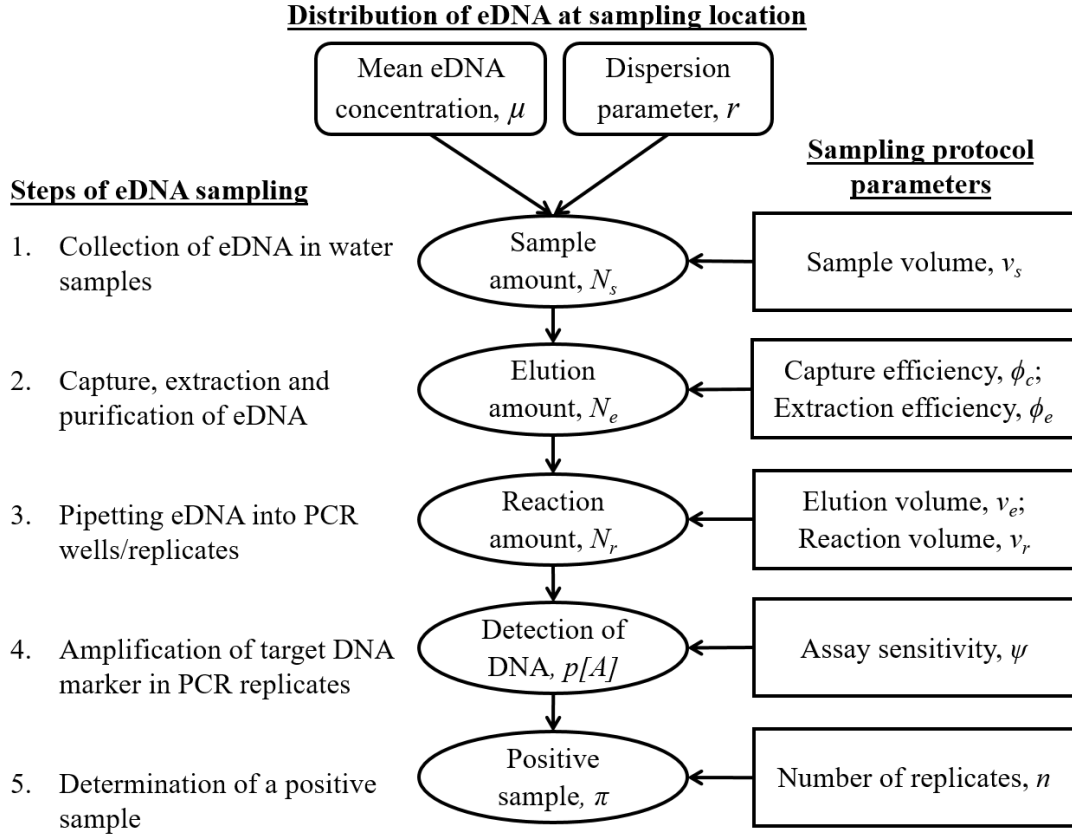 Distribution of eDNA at sampling location
Mean eDNA
concentration, μ
Dispersion
parameter, r
Sampling protocol
parameters
Steps of eDNA sampling
1. Collection of eDNA in water
samples
Sample
amount, Nₛ
Sample volume, vₛ
2. Capture, extraction and
purification of eDNA
Elution
amount, Nₑ
Capture efficiency, ϕ_c;
Extraction efficiency, ϕₑ
3. Pipetting eDNA into PCR
wells/replicates
Reaction
amount, Nᵣ
Elution volume, vₑ;
Reaction volume, vᵣ
4. Amplification of target DNA
marker in PCR replicates
Detection of
DNA, p[A]
Assay sensitivity, ψ
5. Determination of a positive
sample
Positive
sample, π
Number of replicates, n